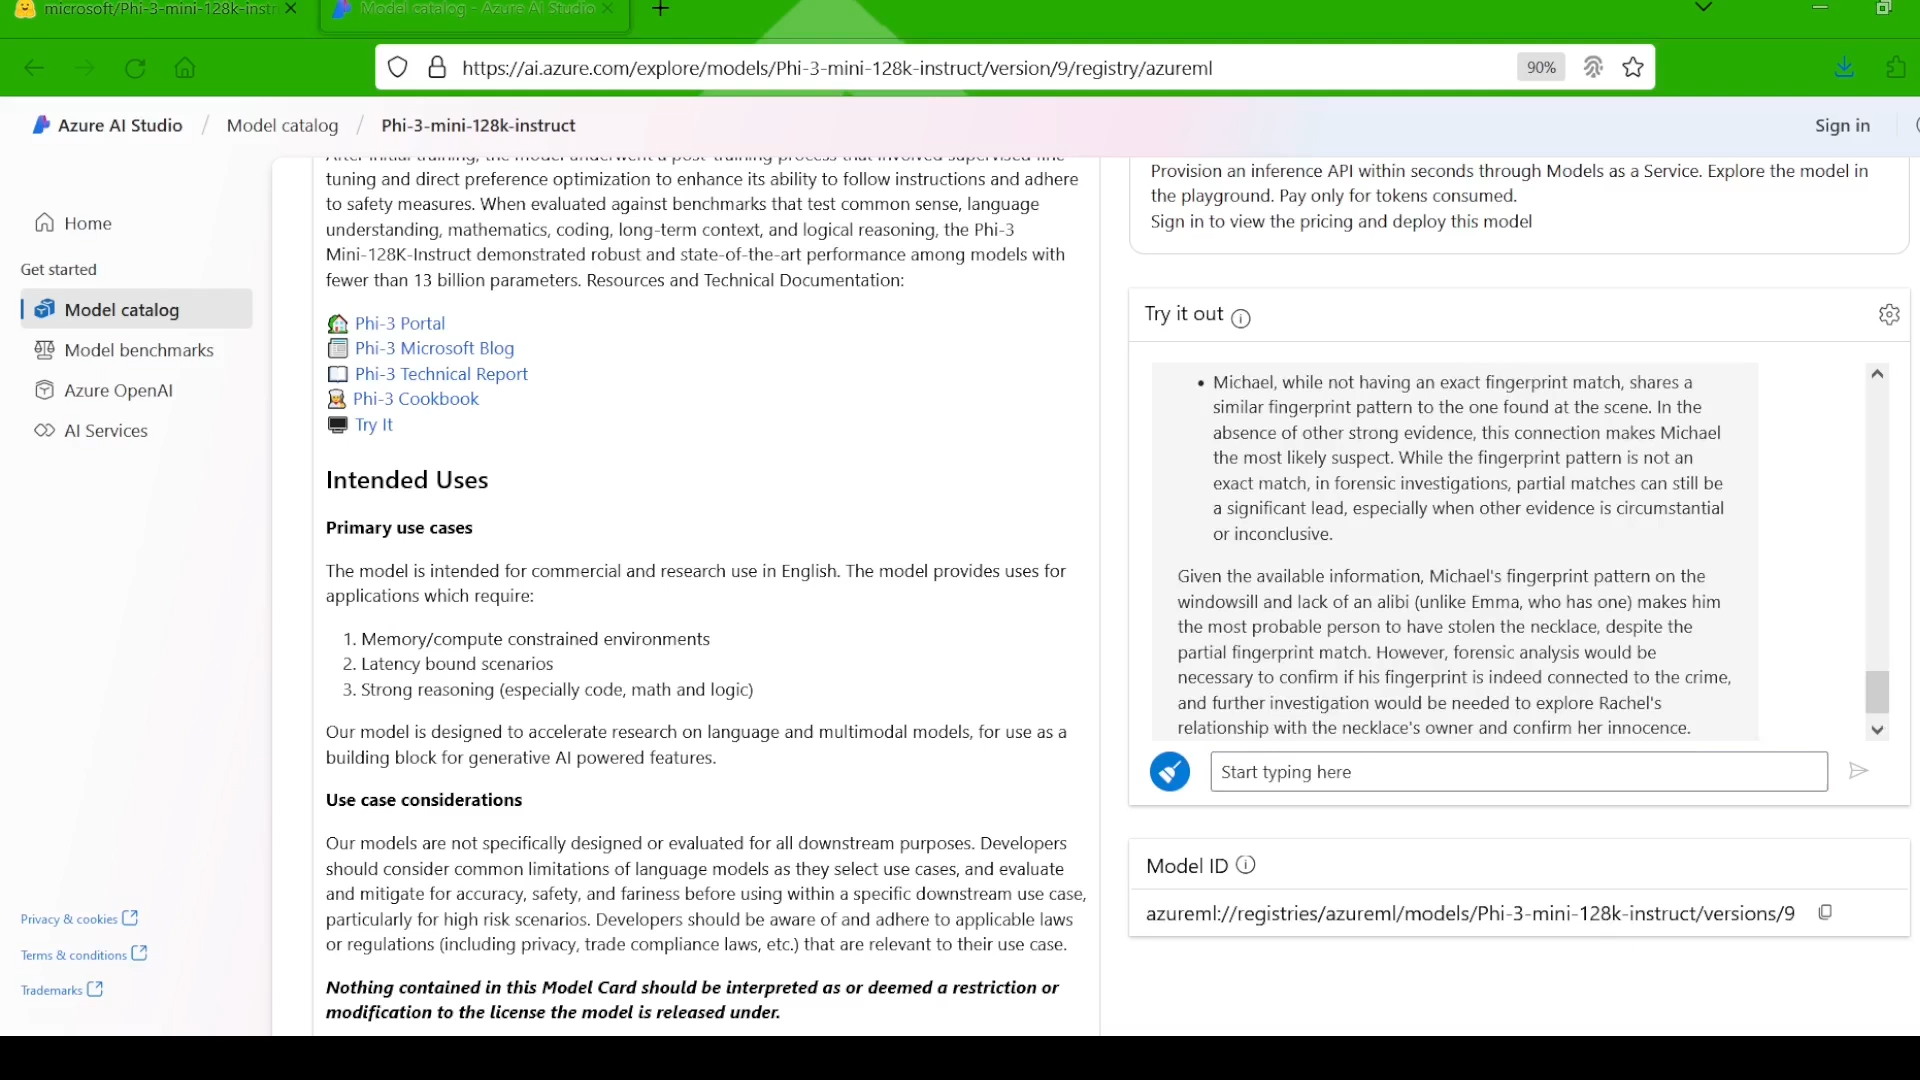 microsoft/Phi-3-mini-128k-instr
Model catalog - Azure AI Studio
https://ai.azure.com/explore/models/Phi-3-mini-128k-instruct/version/9/registry/azureml
90%
Azure AI Studio / Model catalog / Phi-3-mini-128k-instruct
Sign in
Home
Get started
Model catalog
Model benchmarks
Azure OpenAI
AI Services
Privacy & cookies
Terms & conditions
Trademarks
After initial training, the model underwent a post-training process that involved supervised fine-
tuning and direct preference optimization to enhance its ability to follow instructions and adhere
to safety measures. When evaluated against benchmarks that test common sense, language
understanding, mathematics, coding, long-term context, and logical reasoning, the Phi-3
Mini-128K-Instruct demonstrated robust and state-of-the-art performance among models with
fewer than 13 billion parameters. Resources and Technical Documentation:
Phi-3 Portal
Phi-3 Microsoft Blog
Phi-3 Technical Report
Phi-3 Cookbook
Try It
Intended Uses
Primary use cases
The model is intended for commercial and research use in English. The model provides uses for
applications which require:
1. Memory/compute constrained environments
2. Latency bound scenarios
3. Strong reasoning (especially code, math and logic)
Our model is designed to accelerate research on language and multimodal models, for use as a
building block for generative AI powered features.
Use case considerations
Our models are not specifically designed or evaluated for all downstream purposes. Developers
should consider common limitations of language models as they select use cases, and evaluate
and mitigate for accuracy, safety, and fariness before using within a specific downstream use case,
particularly for high risk scenarios. Developers should be aware of and adhere to applicable laws
or regulations (including privacy, trade compliance laws, etc.) that are relevant to their use case.
Nothing contained in this Model Card should be interpreted as or deemed a restriction or
modification to the license the model is released under.
Provision an inference API within seconds through Models as a Service. Explore the model in
the playground. Pay only for tokens consumed.
Sign in to view the pricing and deploy this model
Try it out
• Michael, while not having an exact fingerprint match, shares a
similar fingerprint pattern to the one found at the scene. In the
absence of other strong evidence, this connection makes Michael
the most likely suspect. While the fingerprint pattern is not an
exact match, in forensic investigations, partial matches can still be
a significant lead, especially when other evidence is circumstantial
or inconclusive.
Given the available information, Michael's fingerprint pattern on the
windowsill and lack of an alibi (unlike Emma, who has one) makes him
the most probable person to have stolen the necklace, despite the
partial fingerprint match. However, forensic analysis would be
necessary to confirm if his fingerprint is indeed connected to the crime,
and further investigation would be needed to explore Rachel's
relationship with the necklace's owner and confirm her innocence.
Start typing here
Model ID
azureml://registries/azureml/models/Phi-3-mini-128k-instruct/versions/9